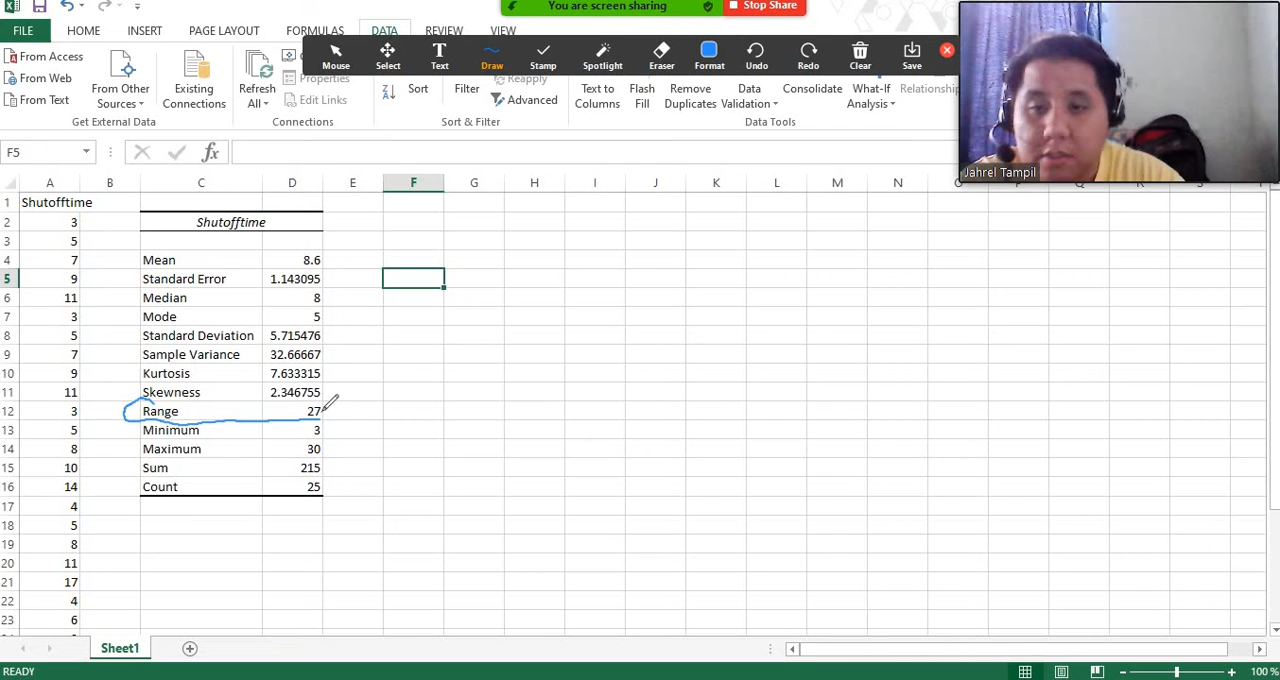 You are screen sharing Stop Share
FILE HOME INSERT PAGE LAYOUT FORMULAS DATA REVIEW VIEW
Mouse Select Text Draw Stamp Spotlight Eraser Format Undo Redo Clear Save
From Access
From Web
From Text
From Other Sources
Existing Connections
Get External Data
Refresh All
Properties
Edit Links
Connections
Sort
Filter
Reapply
Advanced
Sort & Filter
Text to Columns
Flash Fill
Remove Duplicates
Data Validation
Consolidate
What-If Analysis
Relationship
Data Tools
Jahrel Tampil
F5 fx
A B C D E F G H I J K L M N
1 Shutofftime
2 3 Shutofftime
3 5
4 7 Mean 8.6
5 9 Standard Error 1.143095
6 11 Median 8
7 3 Mode 5
8 5 Standard Deviation 5.715476
9 7 Sample Variance 32.66667
10 9 Kurtosis 7.633315
11 11 Skewness 2.346755
12 3 Range 27
13 5 Minimum 3
14 8 Maximum 30
15 10 Sum 215
16 14 Count 25
17 4
18 5
19 8
20 11
21 17
22 4
23 6
Sheet1
READY 100 %